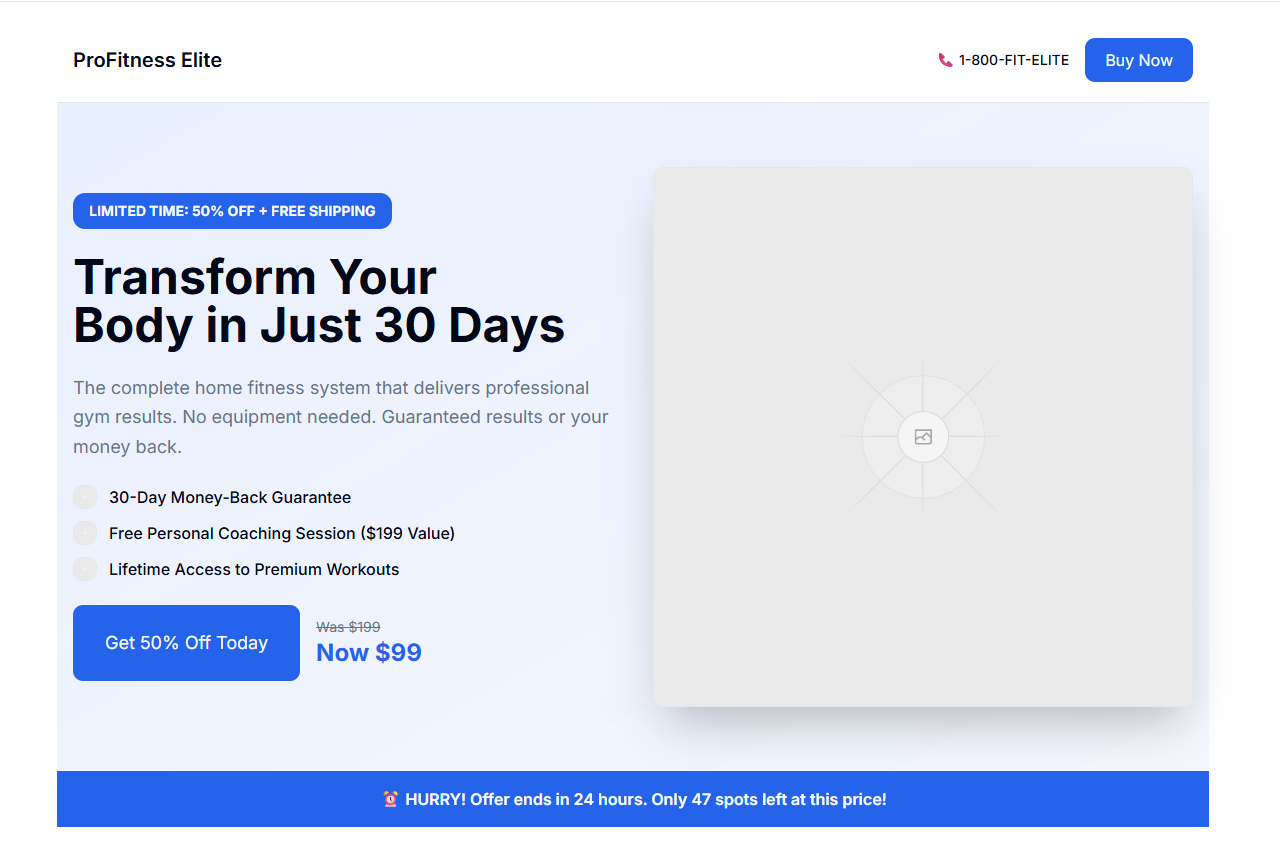 ProFitness Elite
📞 1-800-FIT-ELITE
Buy Now
LIMITED TIME: 50% OFF + FREE SHIPPING
Transform Your
Body in Just 30 Days
The complete home fitness system that delivers professional
gym results. No equipment needed. Guaranteed results or your
money back.
30-Day Money-Back Guarantee
Free Personal Coaching Session ($199 Value)
Lifetime Access to Premium Workouts
Get 50% Off Today
Was $199
Now $99
⏰ HURRY! Offer ends in 24 hours. Only 47 spots left at this price!